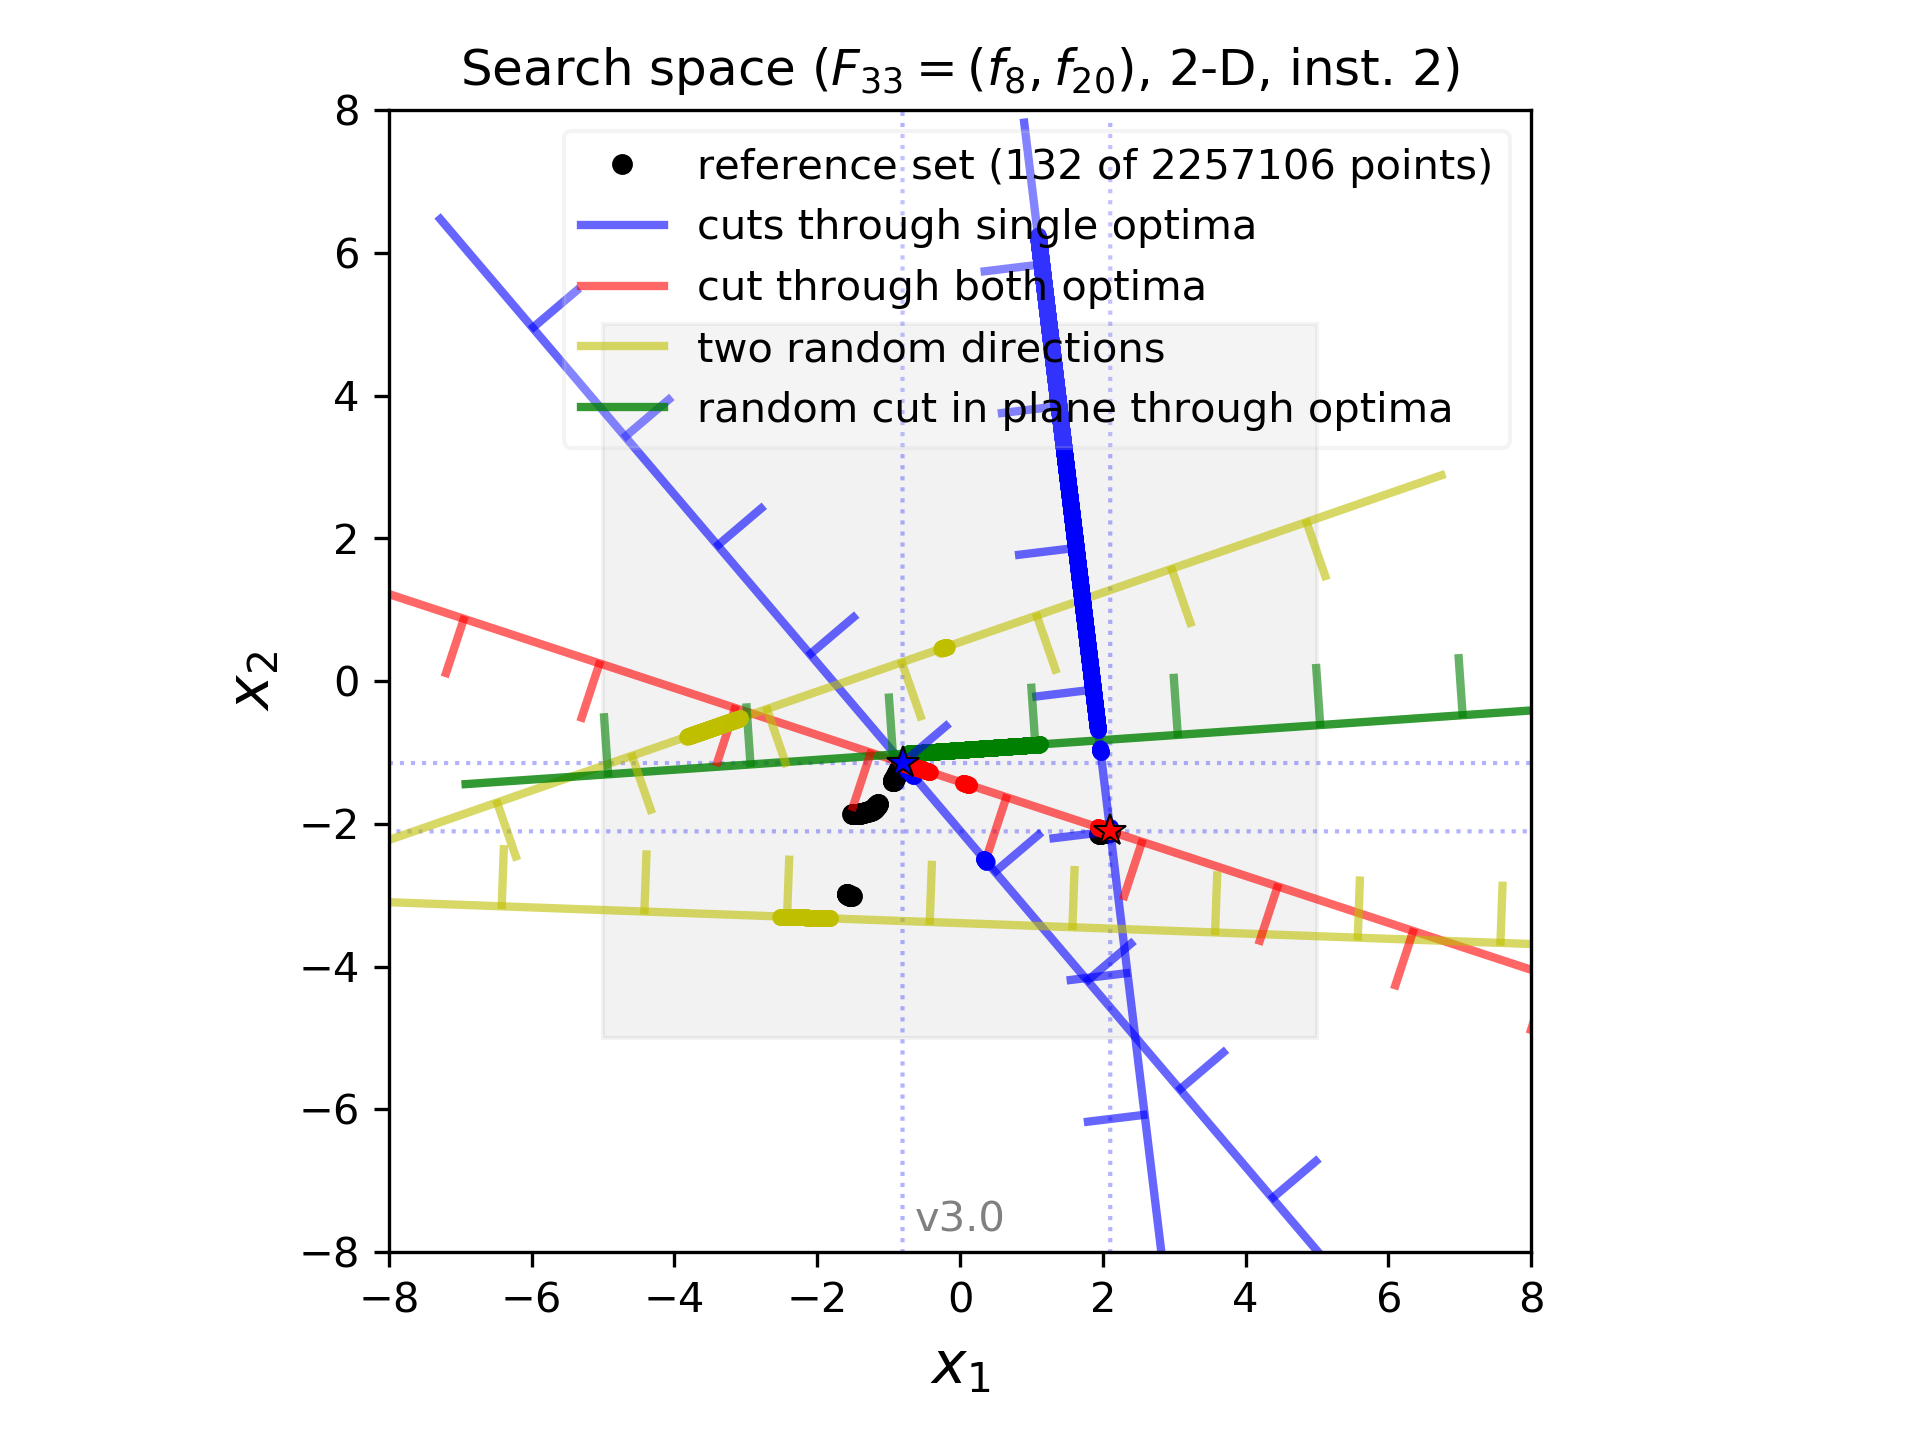 Search space (F33 = (f8, f20), 2-D, inst. 2)
reference set (132 of 2257106 points)
cuts through single optima
cut through both optima
two random directions
random cut in plane through optima
8
6
4
2
0
−2
−4
−6
−8
x2
v3.0
−8 −6 −4 −2 0 2 4 6 8
x1